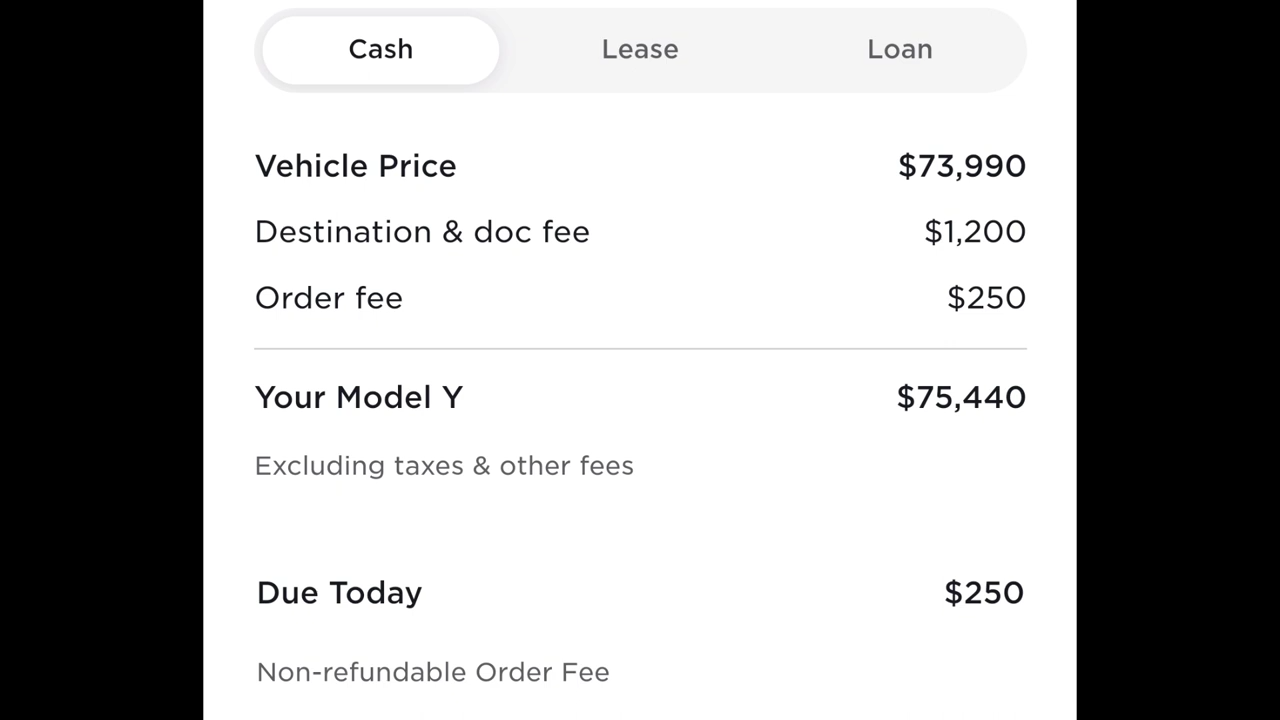 Cash Lease Loan
Vehicle Price $73,990
Destination & doc fee $1,200
Order fee $250
Your Model Y $75,440
Excluding taxes & other fees
Due Today $250
Non-refundable Order Fee